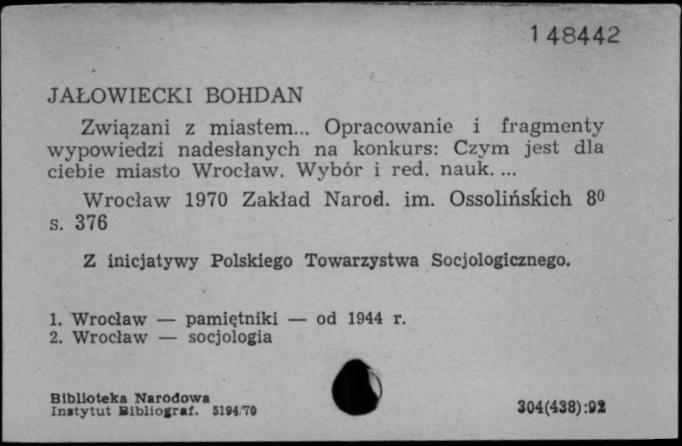 148442
JAŁOWIECKI BOHDAN
Związani z miastem... Opracowanie i fragmenty
wypowiedzi nadesłanych na konkurs: Czym jest dla
ciebie miasto Wrocław. Wybór i red. nauk. ...
Wrocław 1970 Zakład Narod. im. Ossolińskich 8⁰
s. 376
Z inicjatywy Polskiego Towarzystwa Socjologicznego.
1. Wrocław — pamiętniki — od 1944 r.
2. Wrocław — socjologia
Biblioteka Narodowa
Instytut Bibliograf. 5194/70
304(438):92